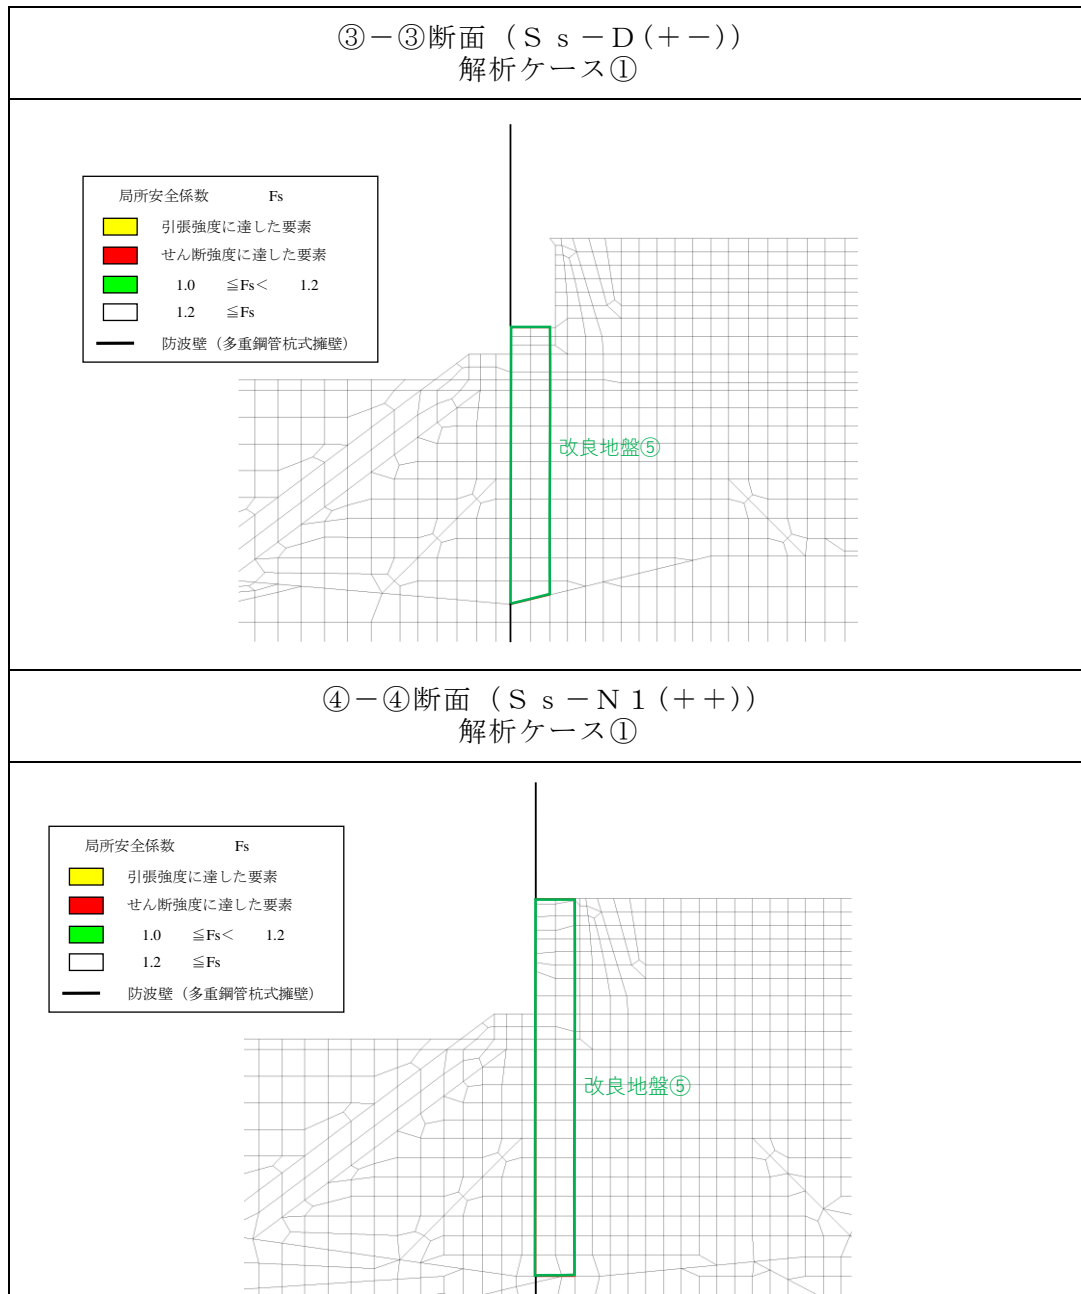 ③－③断面（Ｓｓ－Ｄ(＋－)）
解析ケース①
局所安全係数 Fs
引張強度に達した要素
せん断強度に達した要素
1.0 ≦Fs＜ 1.2
1.2 ≦Fs
防波壁（多重鋼管杭式擁壁）
改良地盤⑤
④－④断面（Ｓｓ－Ｎ１(＋＋)）
解析ケース①
局所安全係数 Fs
引張強度に達した要素
せん断強度に達した要素
1.0 ≦Fs＜ 1.2
1.2 ≦Fs
防波壁（多重鋼管杭式擁壁）
改良地盤⑤